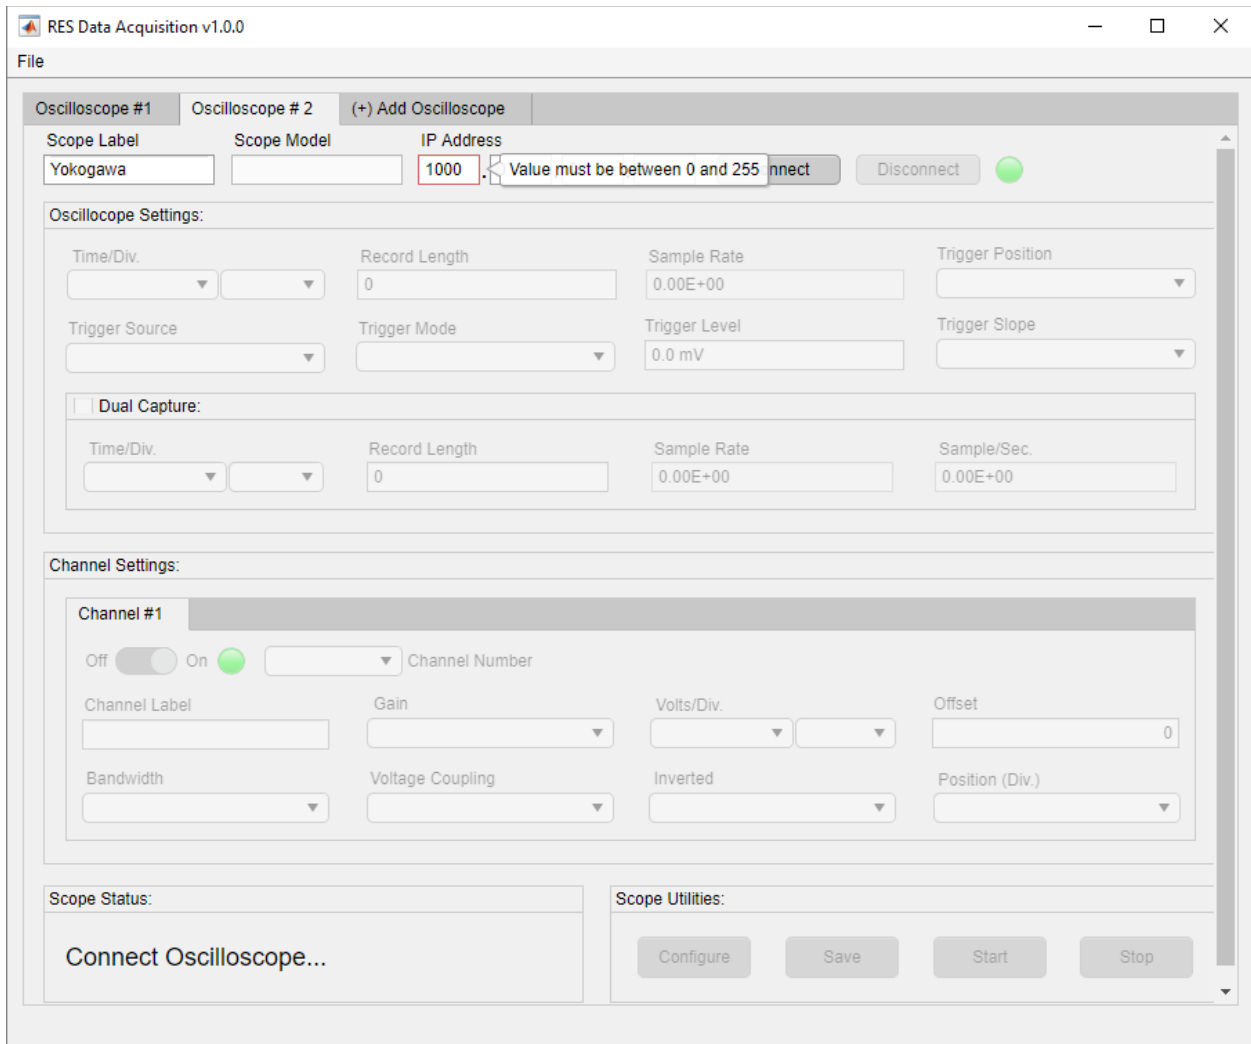 RES Data Acquisition v1.0.0
File
Oscilloscope #1 Oscilloscope # 2 (+) Add Oscilloscope
Scope Label Scope Model IP Address
Yokogawa 1000 . Value must be between 0 and 255 nnect Disconnect
Oscillocope Settings:
Time/Div. Record Length Sample Rate Trigger Position
0 0.00E+00
Trigger Source Trigger Mode Trigger Level Trigger Slope
0.0 mV
Dual Capture:
Time/Div. Record Length Sample Rate Sample/Sec.
0 0.00E+00 0.00E+00
Channel Settings:
Channel #1
Off On Channel Number
Channel Label Gain Volts/Div. Offset
0
Bandwidth Voltage Coupling Inverted Position (Div.)
Scope Status: Scope Utilities:
Connect Oscilloscope... Configure Save Start Stop